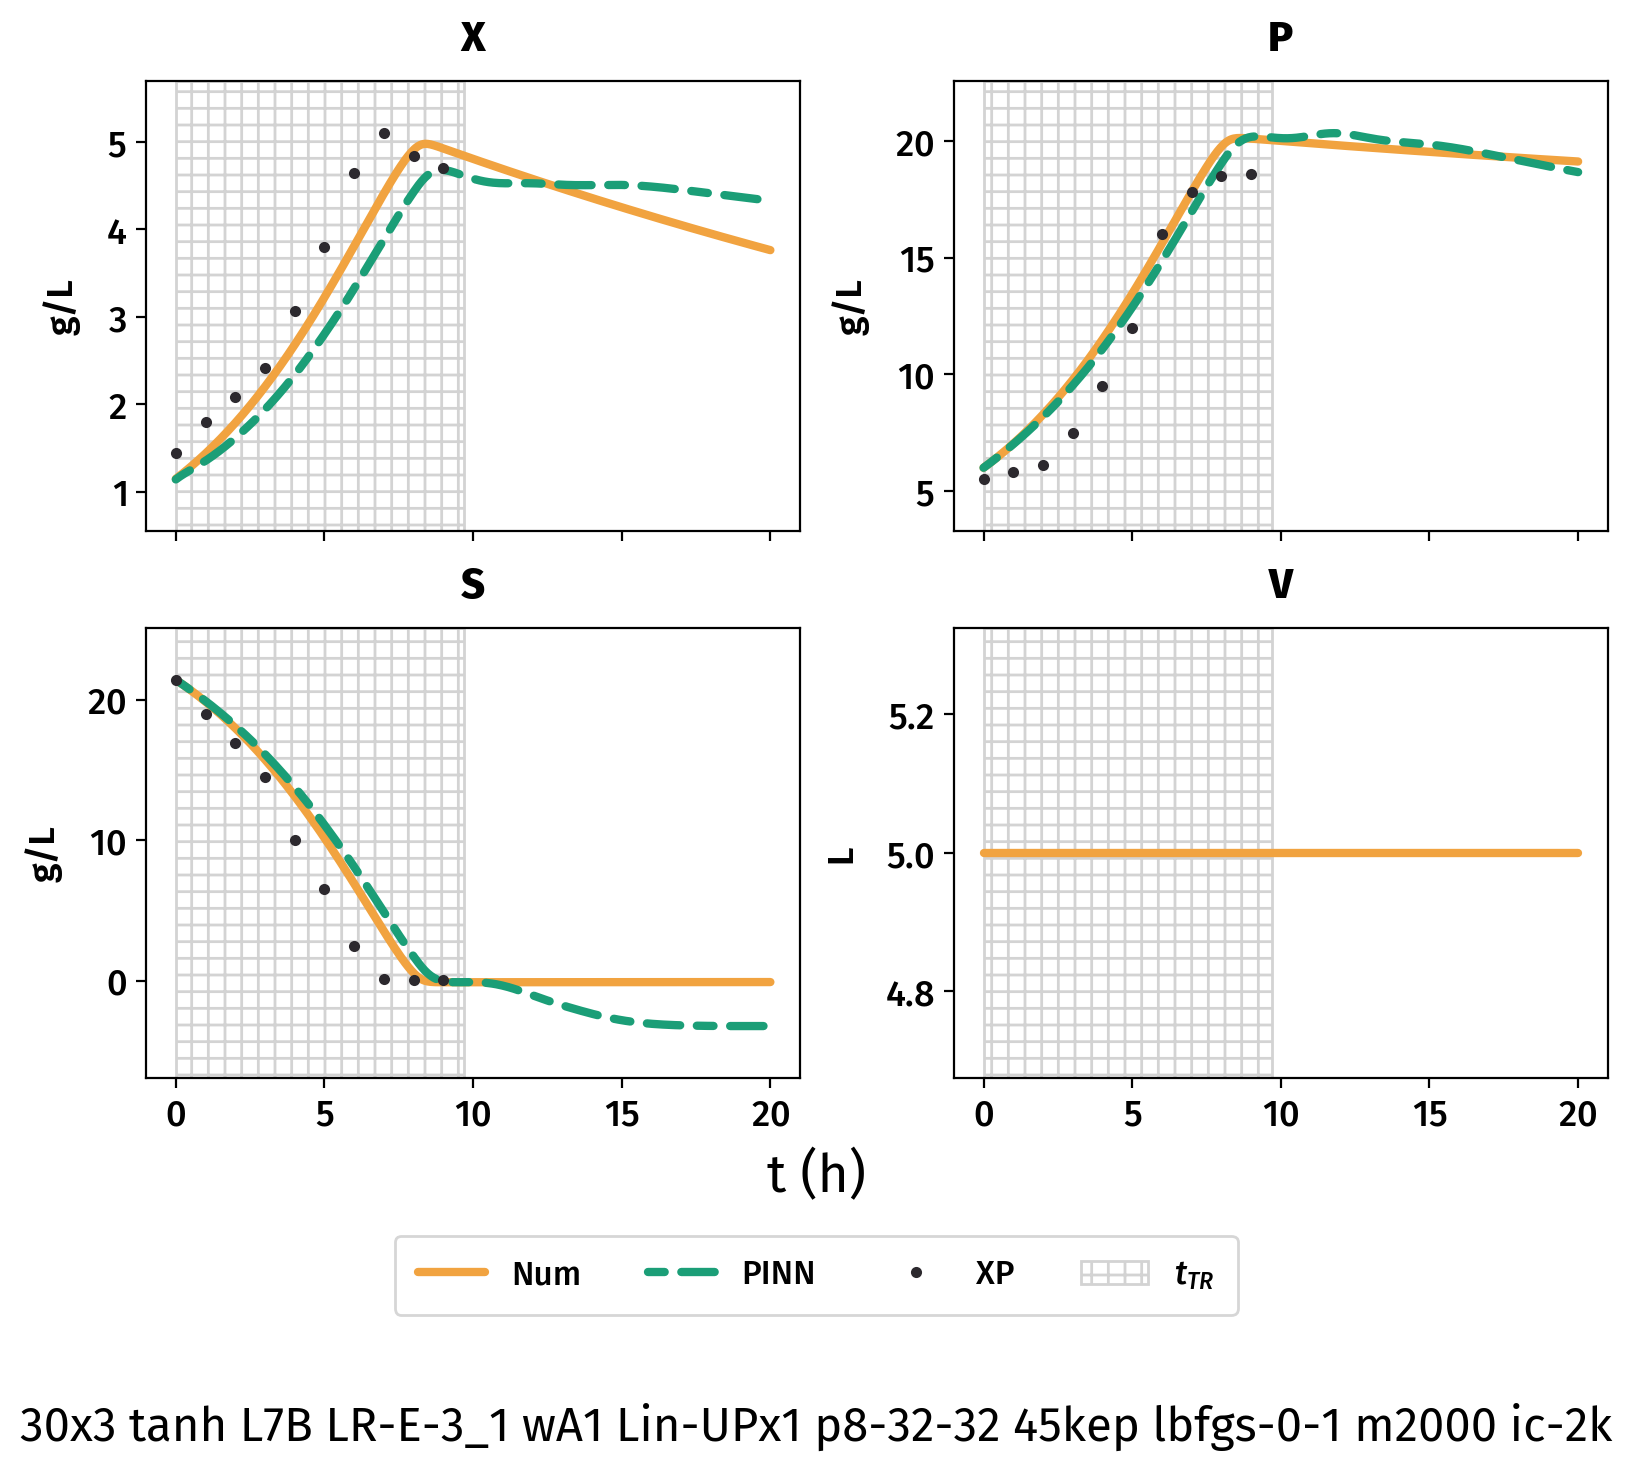 X
P
5
4
3
2
1
g/L
20
15
10
5
g/L
S
V
20
10
0
g/L
0 5 10 15 20
5.2
5.0
4.8
L
0 5 10 15 20
t (h)
Num PINN XP tTR
30x3 tanh L7B LR-E-3_1 wA1 Lin-UPx1 p8-32-32 45kep lbfgs-0-1 m2000 ic-2k